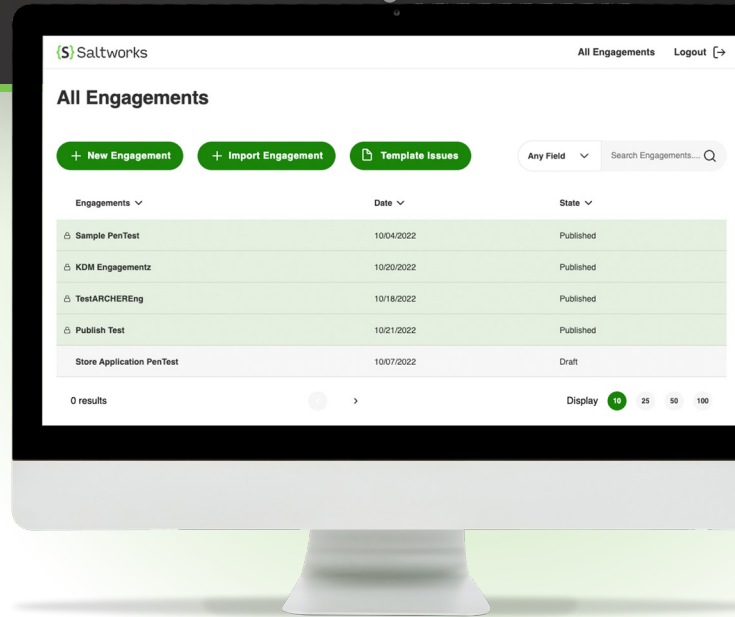 {S} Saltworks All Engagements Logout
All Engagements
+ New Engagement + Import Engagement Template Issues Any Field Search Engagements....
Engagements Date State
Sample PenTest 10/04/2022 Published
KDM Engagementz 10/20/2022 Published
TestARCHEREng 10/18/2022 Published
Publish Test 10/21/2022 Published
Store Application PenTest 10/07/2022 Draft
0 results Display 10 25 50 100